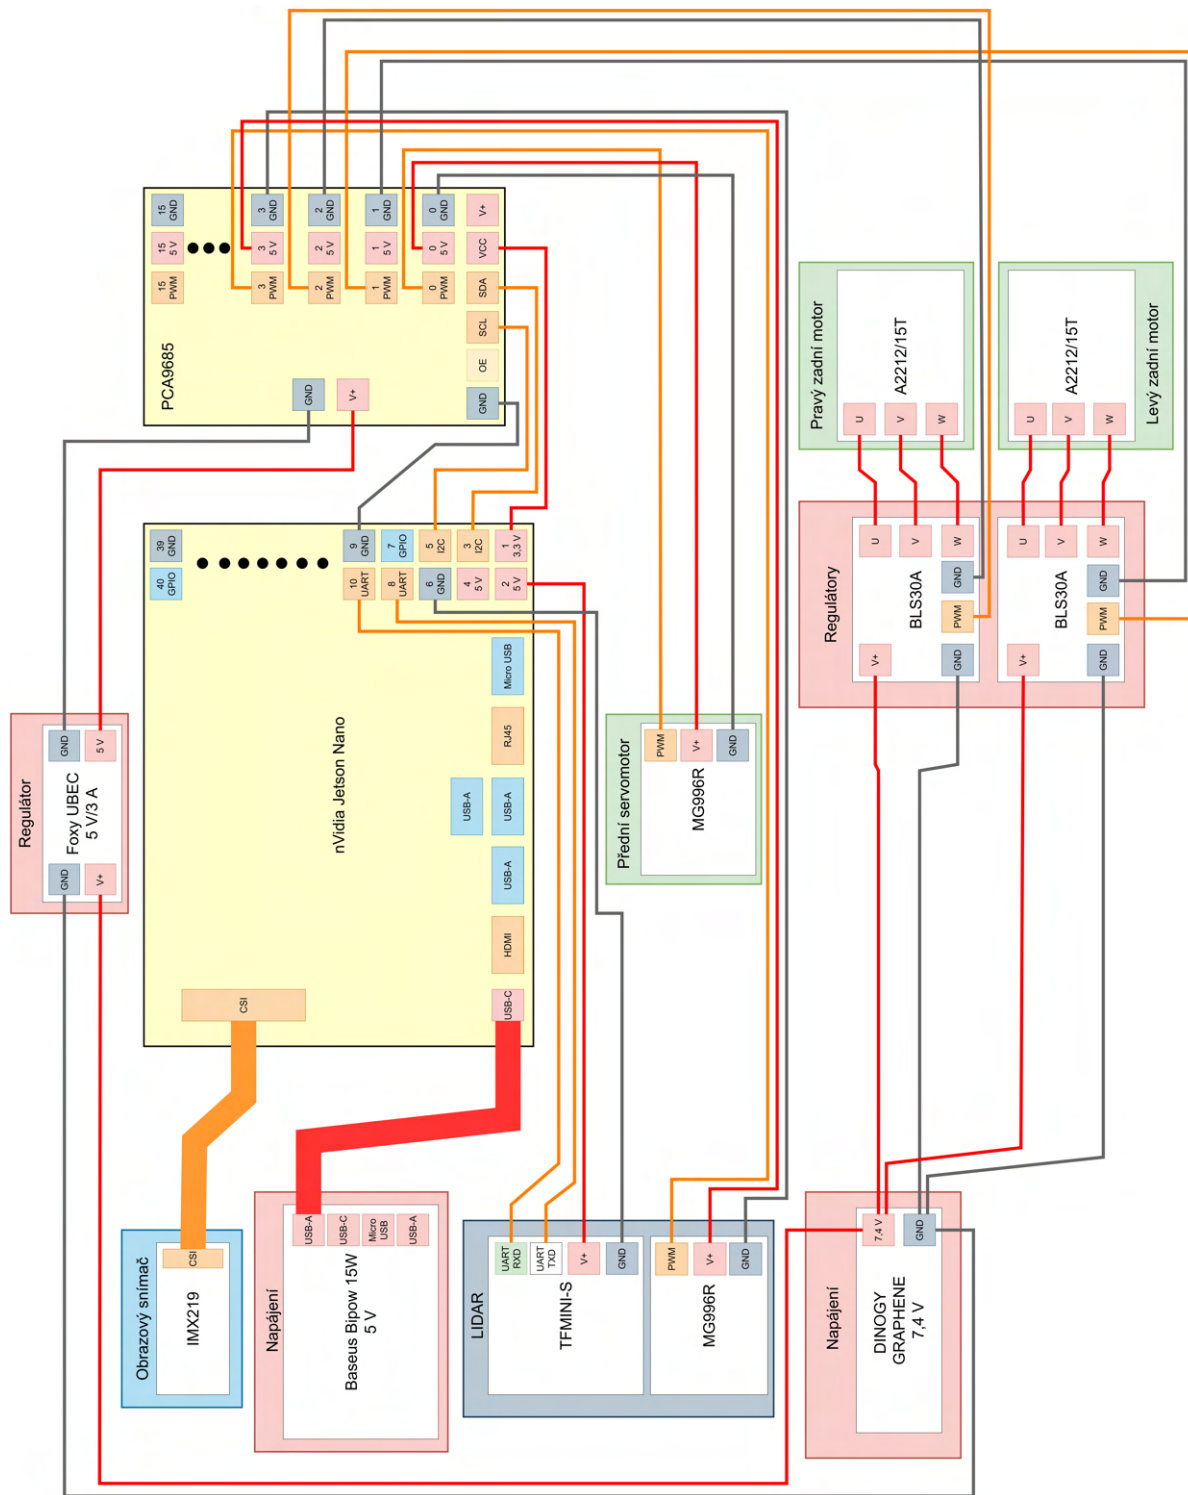 15
GND
3
GND
2
GND
1
GND
0
GND
V+
15
5 V
3
5 V
2
5 V
1
5 V
0
5 V
VCC
15
PWM
3
PWM
2
PWM
1
PWM
0
PWM
SDA
SCL
OE
GND
GND
V+
PCA9685
39
GND
9
GND
7
GPIO
5
I2C
3
I2C
1
3,3 V
40
GPIO
10
UART
8
UART
6
GND
4
5 V
2
5 V
Micro USB
RJ45
USB-A
USB-A
USB-A
HDMI
USB-C
CSI
nVidia Jetson Nano
Regulátor
Foxy UBEC
5 V/3 A
GND
5 V
GND
V+
Přední servomotor
MG996R
PWM
V+
GND
Pravý zadní motor
A2212/15T
U
V
W
A2212/15T
Levý zadní motor
U
V
W
Regulátory
BLS30A
U
V
W
GND
PWM
GND
V+
BLS30A
U
V
W
GND
PWM
GND
V+
Obrazový snímač
IMX219
CSI
Napájení
Baseus Bipow 15W
5 V
USB-A
USB-C
Micro
USB
USB-A
LIDAR
TFMINI-S
UART
RXD
UART
TXD
V+
GND
MG996R
PWM
V+
GND
Napájení
DINOGY
GRAPHENE
7,4 V
7,4 V
GND